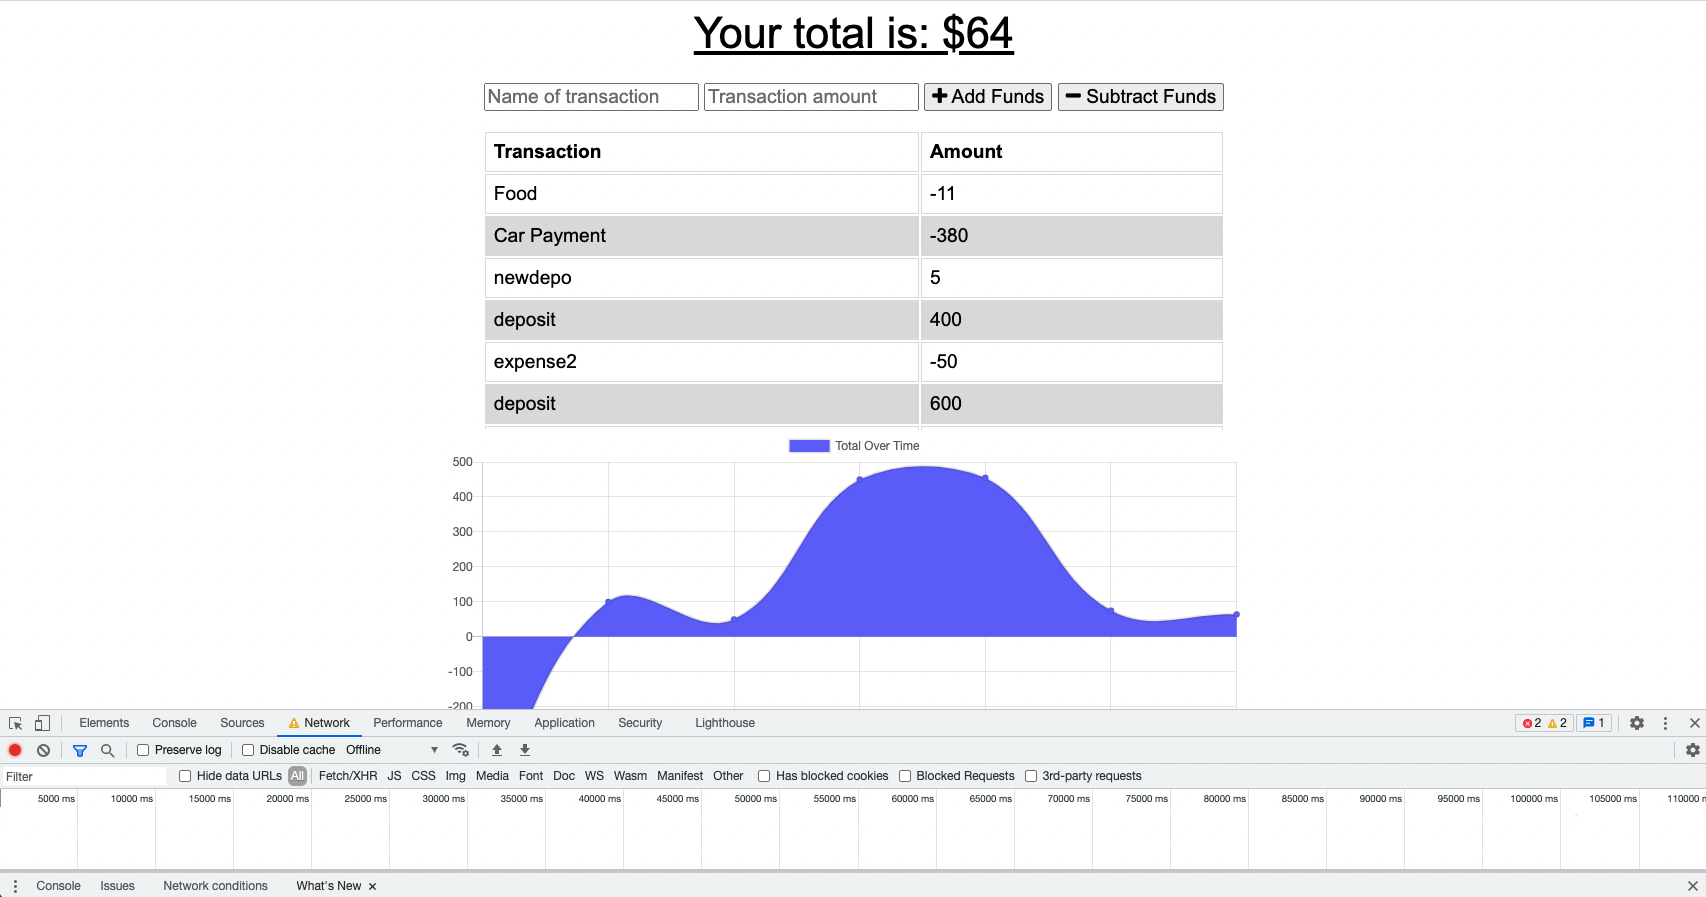 Your total is: $64
Name of transaction Transaction amount Add Funds Subtract Funds
Transaction Amount
Food -11
Car Payment -380
newdepo 5
deposit 400
expense2 -50
deposit 600
Total Over Time
500
400
300
200
100
0
-100
-200
Elements Console Sources Network Performance Memory Application Security Lighthouse 2 2 1
Preserve log Disable cache Offline
Filter Hide data URLs All Fetch/XHR JS CSS Img Media Font Doc WS Wasm Manifest Other Has blocked cookies Blocked Requests 3rd-party requests
5000 ms 10000 ms 15000 ms 20000 ms 25000 ms 30000 ms 35000 ms 40000 ms 45000 ms 50000 ms 55000 ms 60000 ms 65000 ms 70000 ms 75000 ms 80000 ms 85000 ms 90000 ms 95000 ms 100000 ms 105000 ms 110000 m
Console Issues Network conditions What's New